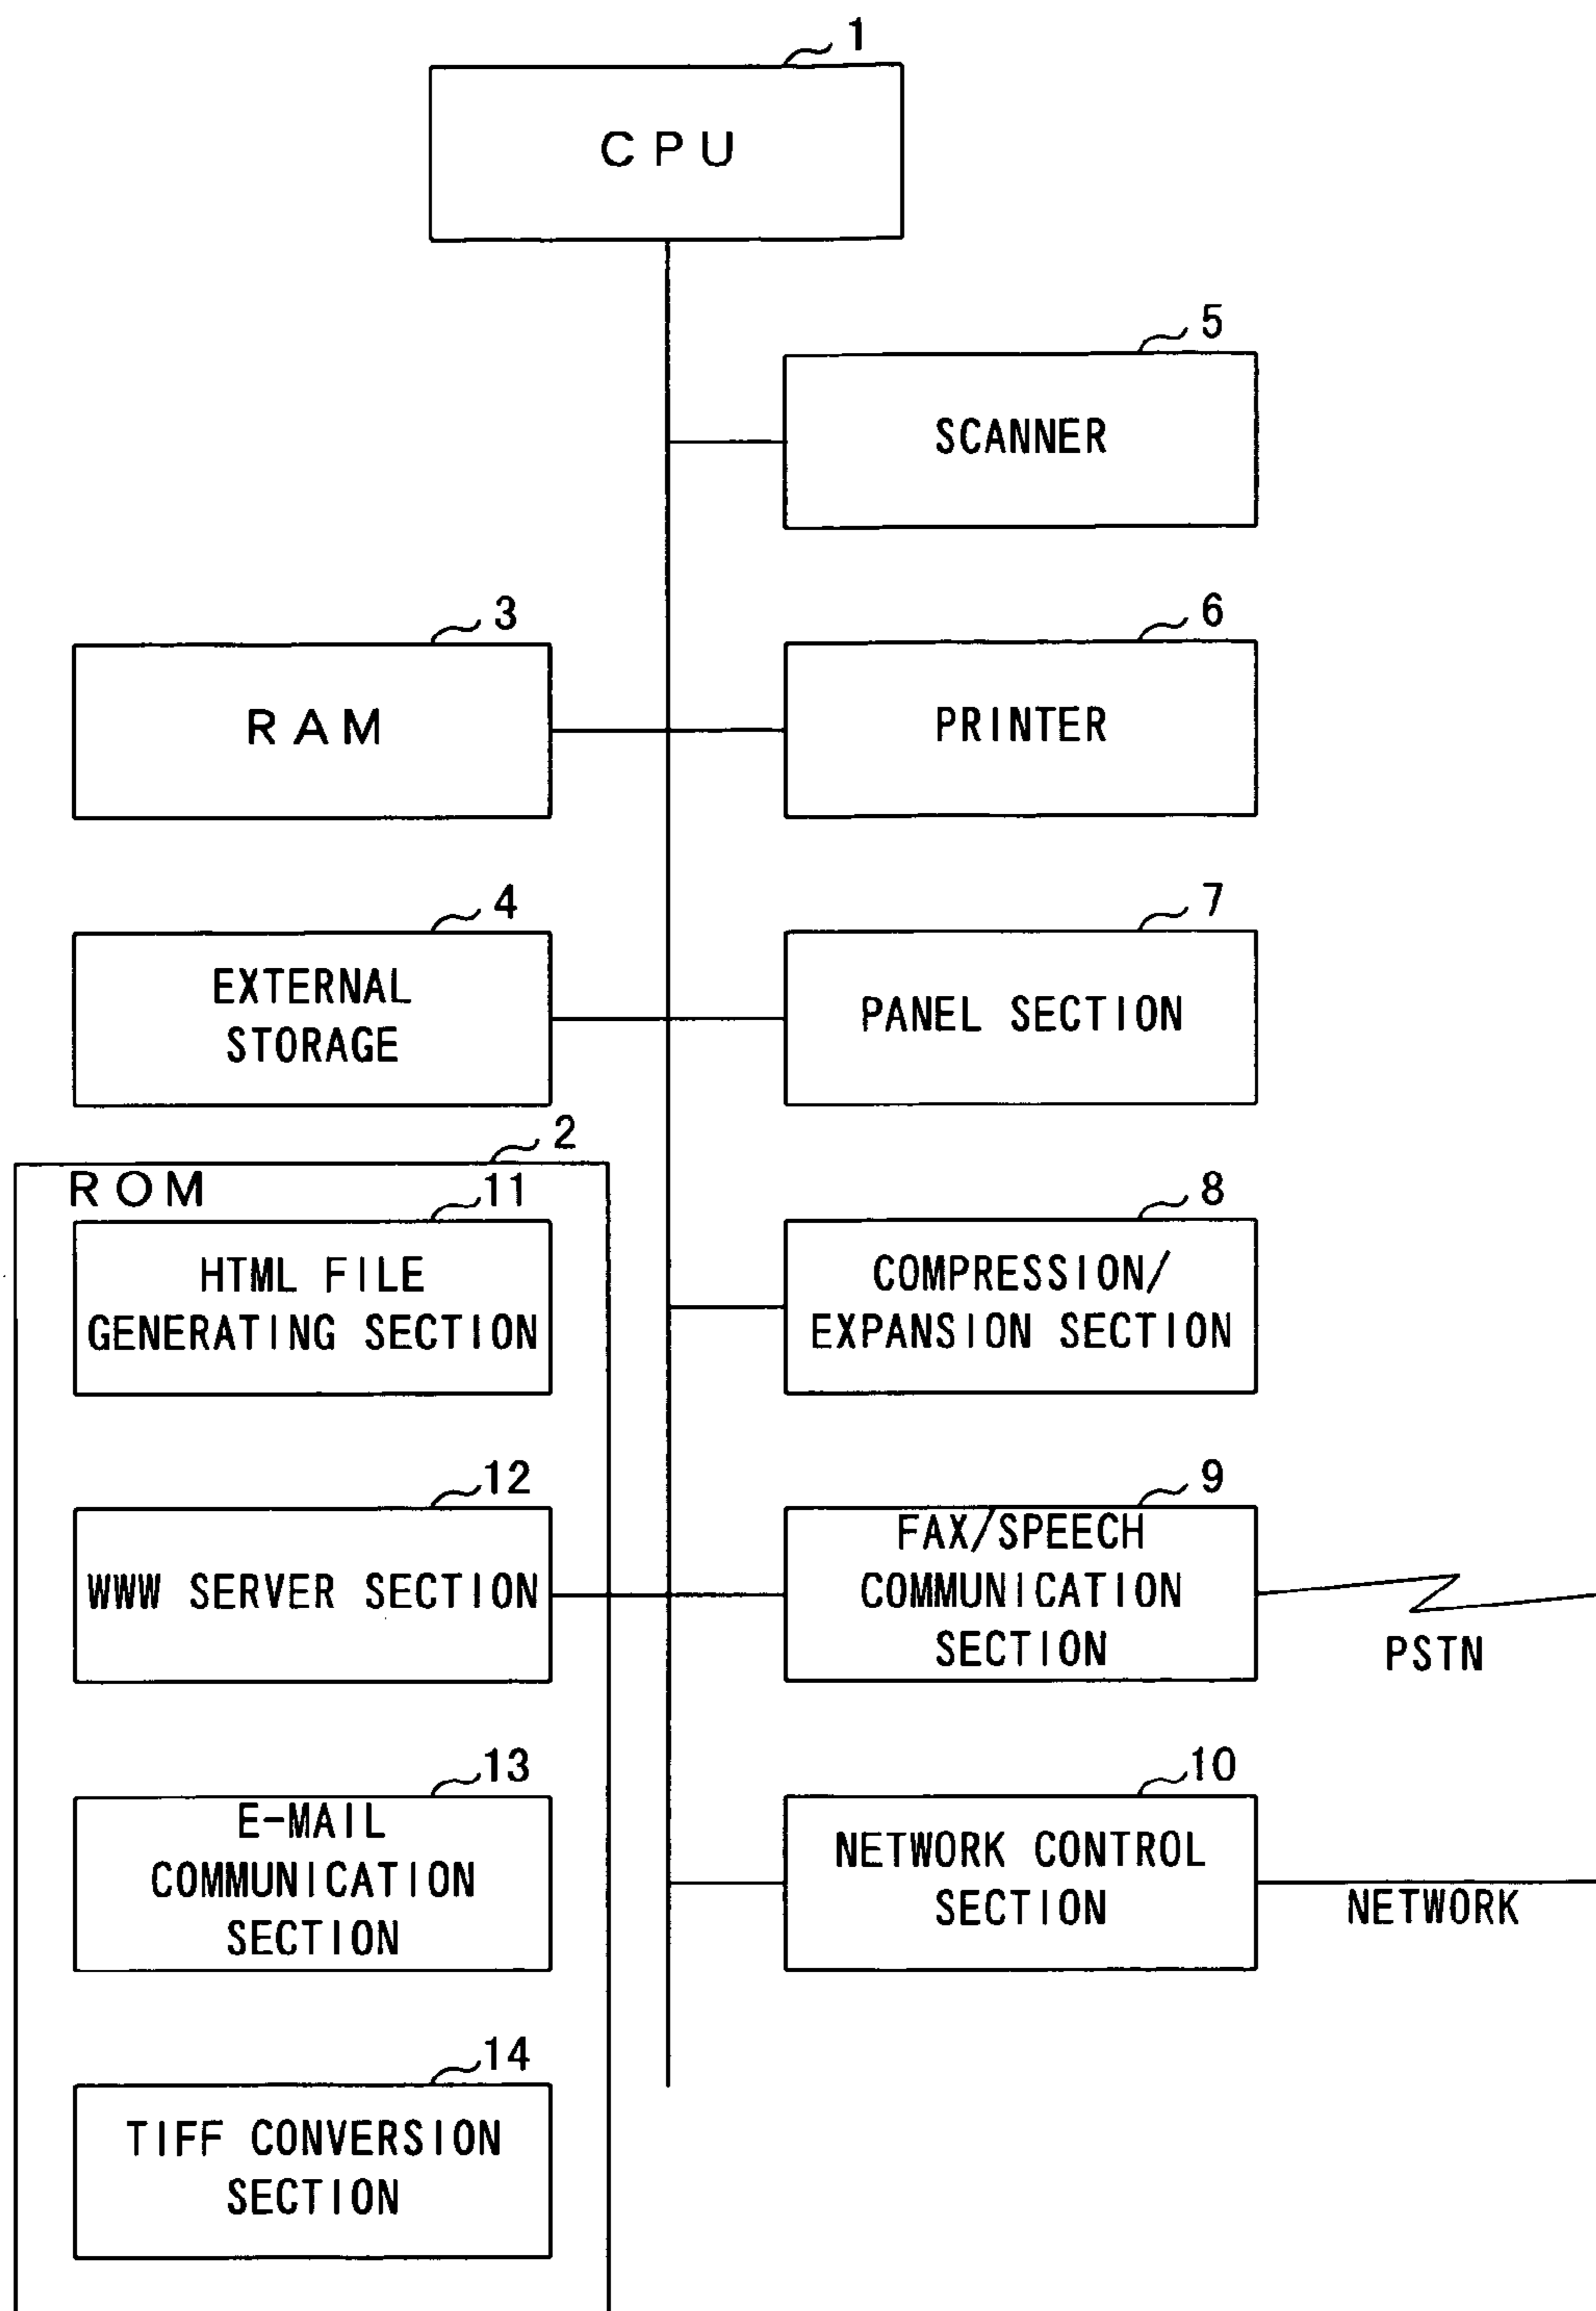 1
CPU
5
SCANNER
3
RAM
6
PRINTER
4
EXTERNAL
STORAGE
7
PANEL SECTION
2
ROM
11
HTML FILE
GENERATING SECTION
8
COMPRESSION/
EXPANSION SECTION
12
WWW SERVER SECTION
9
FAX/SPEECH
COMMUNICATION
SECTION
PSTN
13
E-MAIL
COMMUNICATION
SECTION
10
NETWORK CONTROL
SECTION
NETWORK
14
TIFF CONVERSION
SECTION